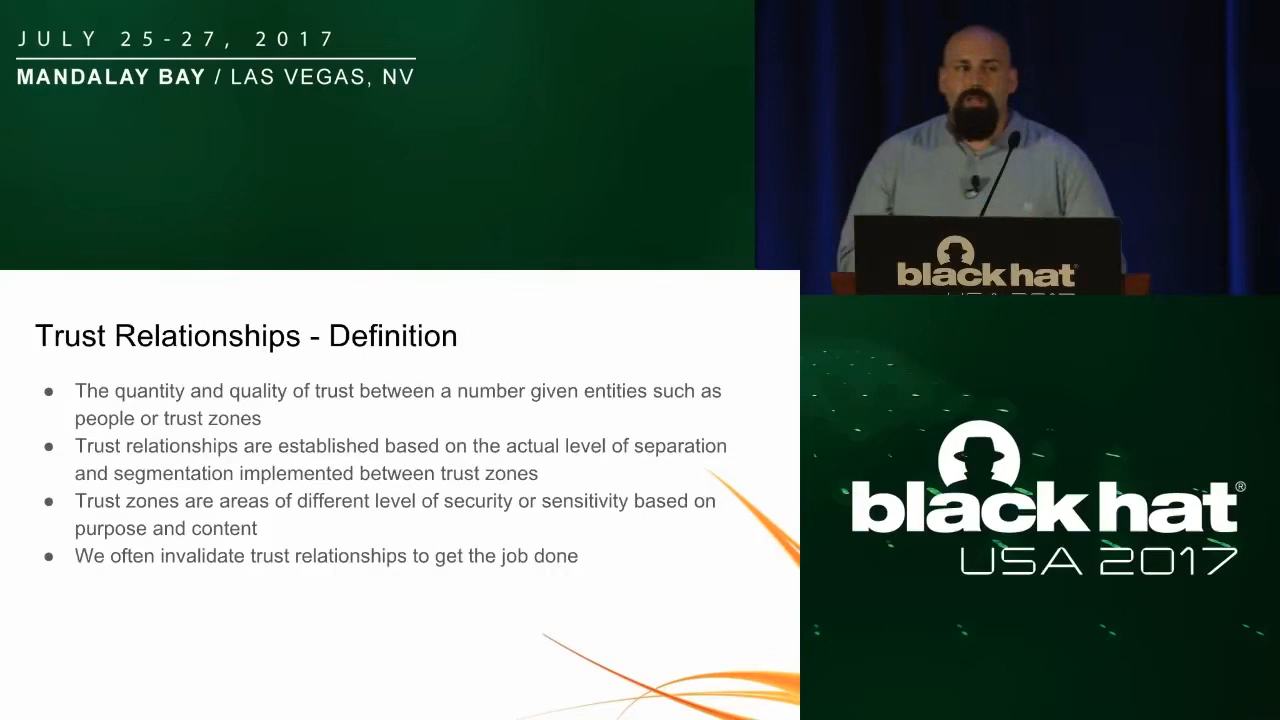 JULY 25-27, 2017
MANDALAY BAY / LAS VEGAS, NV
black hat
USA 2017
Trust Relationships - Definition
● The quantity and quality of trust between a number given entities such as
people or trust zones
● Trust relationships are established based on the actual level of separation
and segmentation implemented between trust zones
● Trust zones are areas of different level of security or sensitivity based on
purpose and content
● We often invalidate trust relationships to get the job done
black hat®
USA 2017